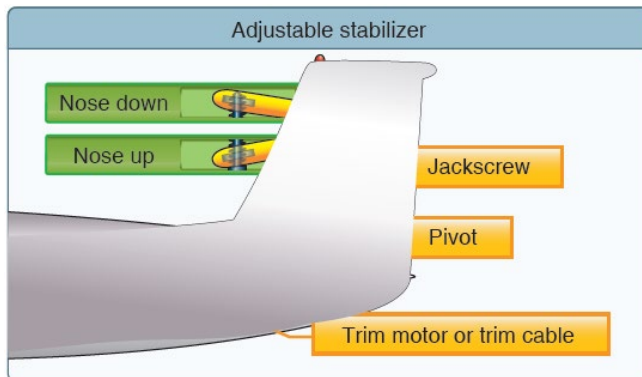 Adjustable stabilizer
Nose down
Nose up
Jackscrew
Pivot
Trim motor or trim cable